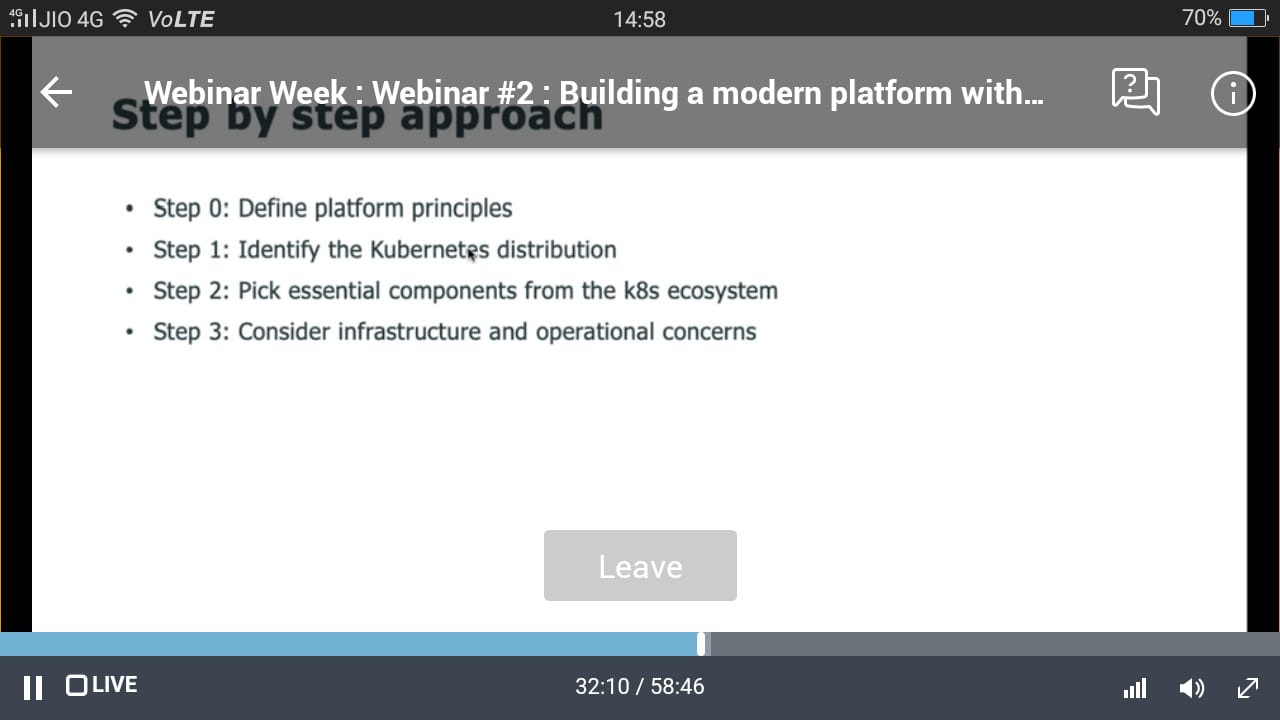 4G JIO 4G VoLTE 14:58 70%
Webinar Week : Webinar #2 : Building a modern platform with...
Step by step approach
• Step 0: Define platform principles
• Step 1: Identify the Kubernetes distribution
• Step 2: Pick essential components from the k8s ecosystem
• Step 3: Consider infrastructure and operational concerns
Leave
LIVE 32:10 / 58:46